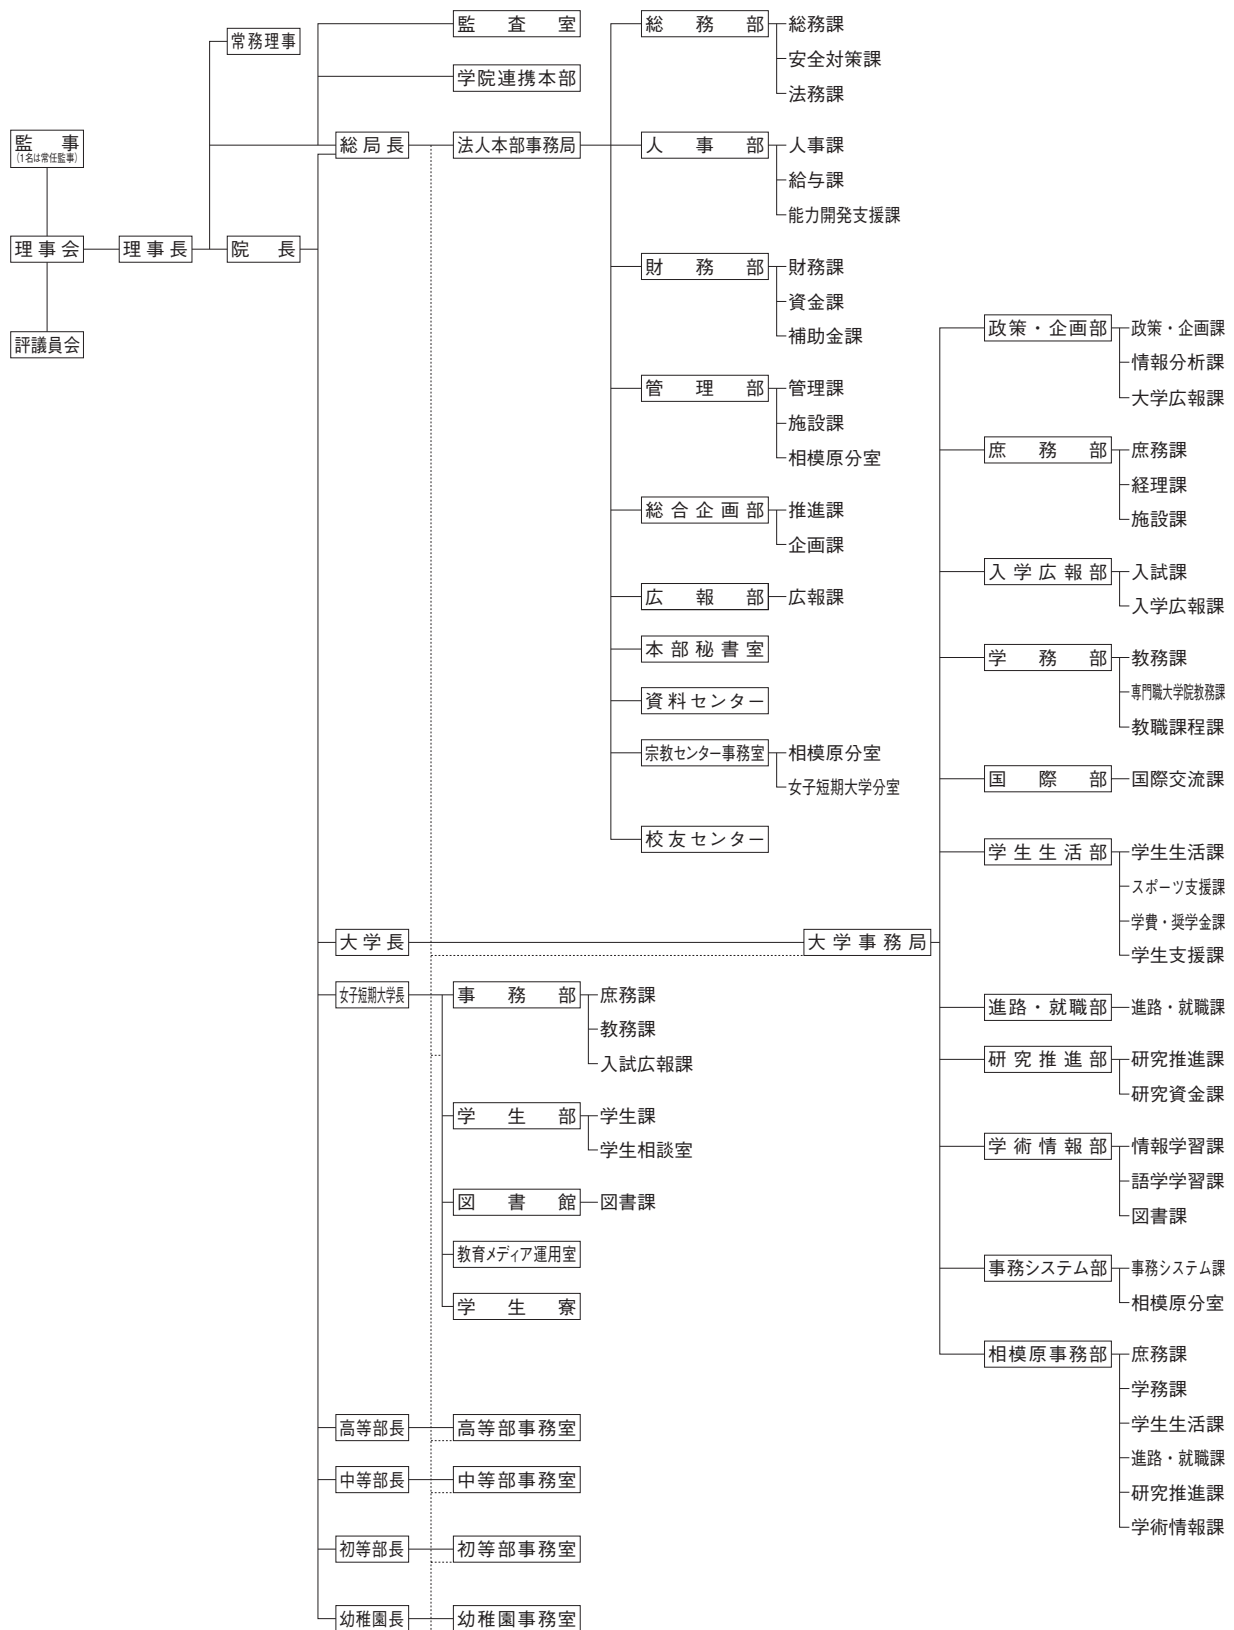 監事
(1名は常任監事)
理事会
評議員会
理事長
常務理事
院長
監査室
学院連携本部
総局長
法人本部事務局
総務部
総務課
安全対策課
法務課
人事部
人事課
給与課
能力開発支援課
財務部
財務課
資金課
補助金課
管理部
管理課
施設課
相模原分室
総合企画部
推進課
企画課
広報部
広報課
本部秘書室
資料センター
宗教センター事務室
相模原分室
女子短期大学分室
校友センター
大学長
大学事務局
政策・企画部
政策・企画課
情報分析課
大学広報課
庶務部
庶務課
経理課
施設課
入学広報部
入試課
入学広報課
学務部
教務課
専門職大学院教務課
教職課程課
国際部
国際交流課
学生生活部
学生生活課
スポーツ支援課
学費・奨学金課
学生支援課
進路・就職部
進路・就職課
研究推進部
研究推進課
研究資金課
学術情報部
情報学習課
語学学習課
図書課
事務システム部
事務システム課
相模原分室
相模原事務部
庶務課
学務課
学生生活課
進路・就職課
研究推進課
学術情報課
女子短期大学長
事務部
庶務課
教務課
入試広報課
学生部
学生課
学生相談室
図書館
図書課
教育メディア運用室
学生寮
高等部長
高等部事務室
中等部長
中等部事務室
初等部長
初等部事務室
幼稚園長
幼稚園事務室